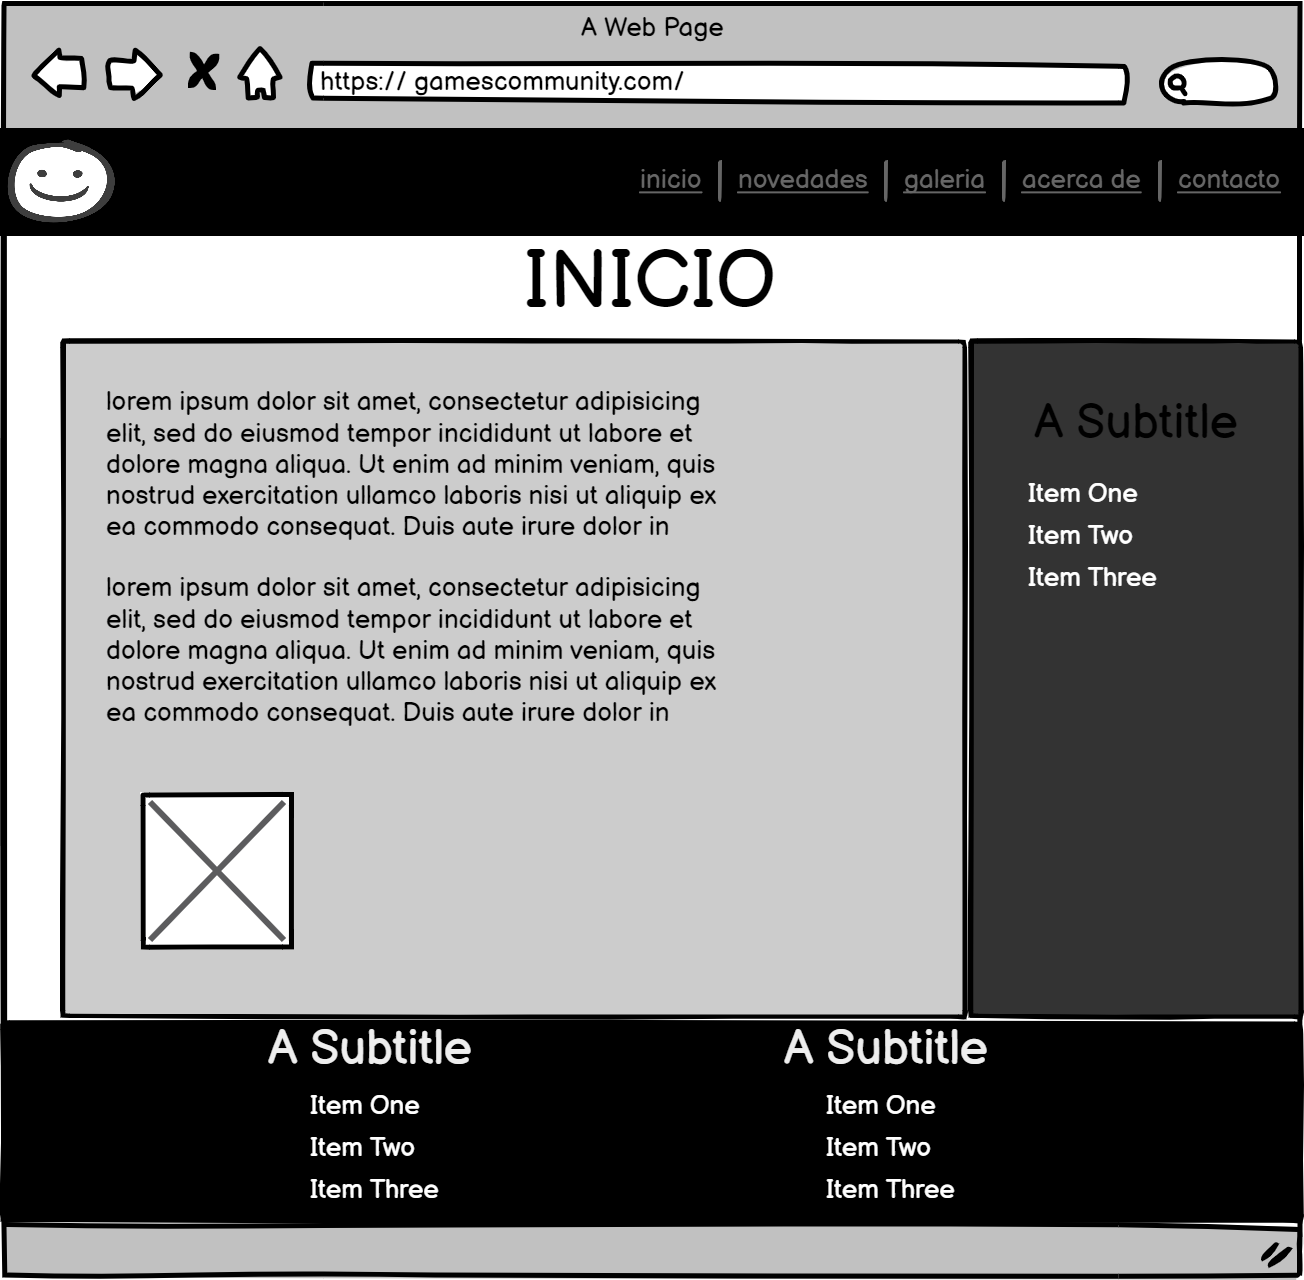 A Web Page
https:// gamescommunity.com/
inicio | novedades | galeria | acerca de | contacto
INICIO
lorem ipsum dolor sit amet, consectetur adipisicing
elit, sed do eiusmod tempor incididunt ut labore et
dolore magna aliqua. Ut enim ad minim veniam, quis
nostrud exercitation ullamco laboris nisi ut aliquip ex
ea commodo consequat. Duis aute irure dolor in
lorem ipsum dolor sit amet, consectetur adipisicing
elit, sed do eiusmod tempor incididunt ut labore et
dolore magna aliqua. Ut enim ad minim veniam, quis
nostrud exercitation ullamco laboris nisi ut aliquip ex
ea commodo consequat. Duis aute irure dolor in
A Subtitle
Item One
Item Two
Item Three
A Subtitle
Item One
Item Two
Item Three
A Subtitle
Item One
Item Two
Item Three